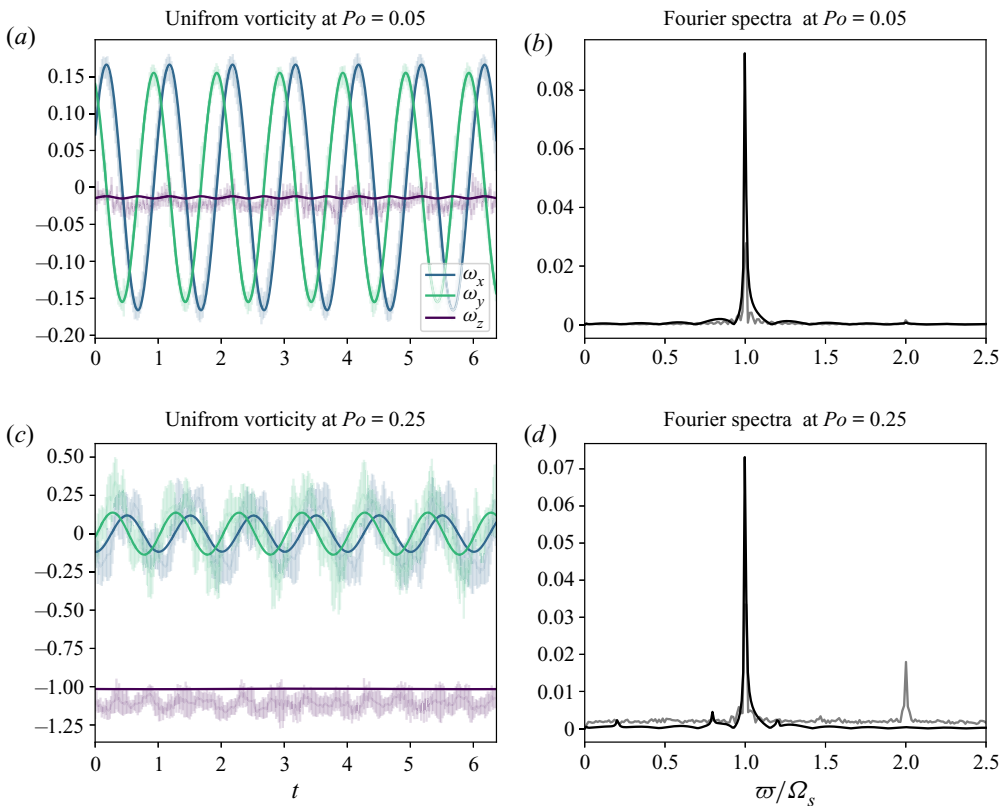 Unifrom vorticity at Po = 0.05
Fourier spectra at Po = 0.05
(a)
(b)
0.15
0.10
0.05
0
−0.05
−0.10
−0.15
−0.20
ω_x
ω_y
ω_z
0 1 2 3 4 5 6
0.08
0.06
0.04
0.02
0
0 0.5 1.0 1.5 2.0 2.5
Unifrom vorticity at Po = 0.25
Fourier spectra at Po = 0.25
(c)
(d)
0.50
0.25
0
−0.25
−0.50
−0.75
−1.00
−1.25
0 1 2 3 4 5 6
t
0.07
0.06
0.05
0.04
0.03
0.02
0.01
0
0 0.5 1.0 1.5 2.0 2.5
ϖ/Ω_s